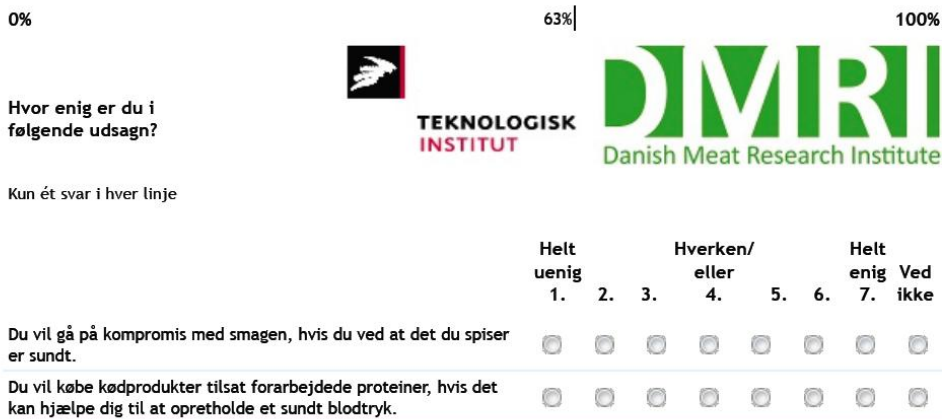 0% 63% 100%
Hvor enig er du i
følgende udsagn?
TEKNOLOGISK
INSTITUT
DMRI
Danish Meat Research Institute
Kun ét svar i hver linje
Helt Hverken/ Helt
uenig eller enig Ved
1. 2. 3. 4. 5. 6. 7. ikke
Du vil gå på kompromis med smagen, hvis du ved at det du spiser
er sundt.
Du vil købe kødprodukter tilsat forarbejdede proteiner, hvis det
kan hjælpe dig til at opretholde et sundt blodtryk.